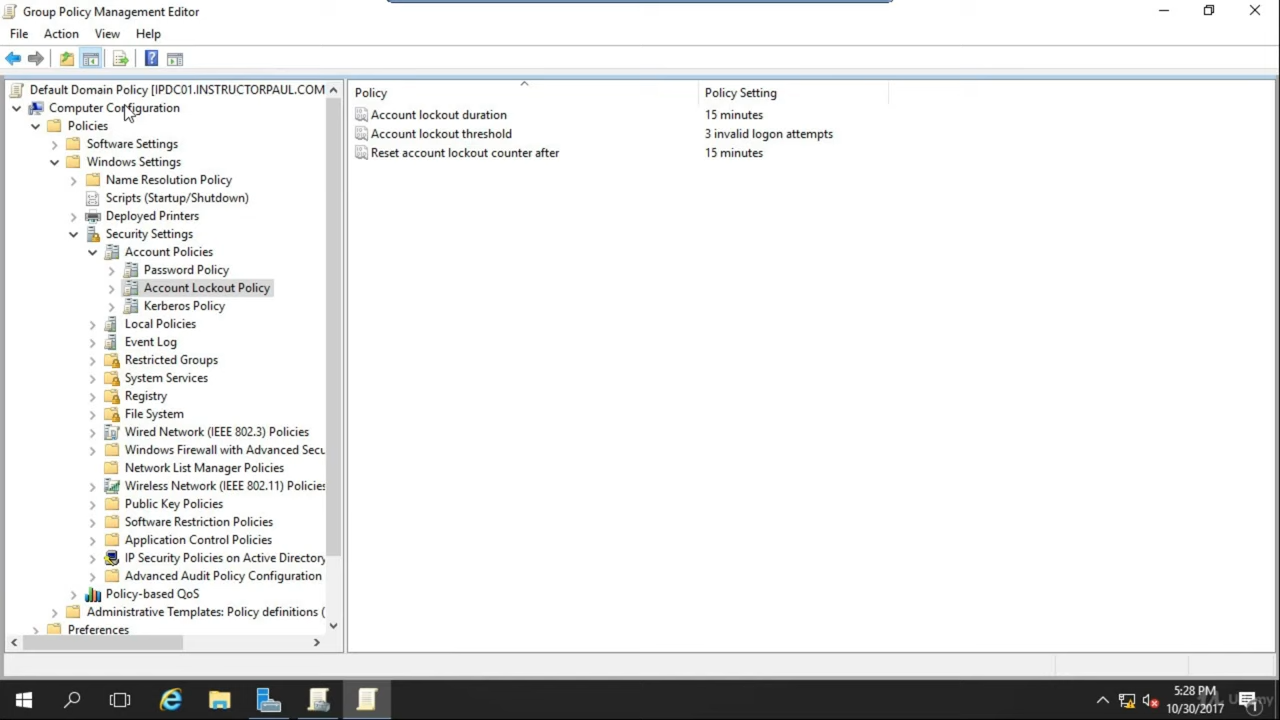 Group Policy Management Editor
File Action View Help
Default Domain Policy [IPDC01.INSTRUCTORPAUL.COM
Computer Configuration
Policies
Software Settings
Windows Settings
Name Resolution Policy
Scripts (Startup/Shutdown)
Deployed Printers
Security Settings
Account Policies
Password Policy
Account Lockout Policy
Kerberos Policy
Local Policies
Event Log
Restricted Groups
System Services
Registry
File System
Wired Network (IEEE 802.3) Policies
Windows Firewall with Advanced Secu
Network List Manager Policies
Wireless Network (IEEE 802.11) Policies
Public Key Policies
Software Restriction Policies
Application Control Policies
IP Security Policies on Active Directory
Advanced Audit Policy Configuration
Policy-based QoS
Administrative Templates: Policy definitions (
Preferences
Policy Policy Setting
Account lockout duration 15 minutes
Account lockout threshold 3 invalid logon attempts
Reset account lockout counter after 15 minutes
5:28 PM
10/30/2017
1
Udemy